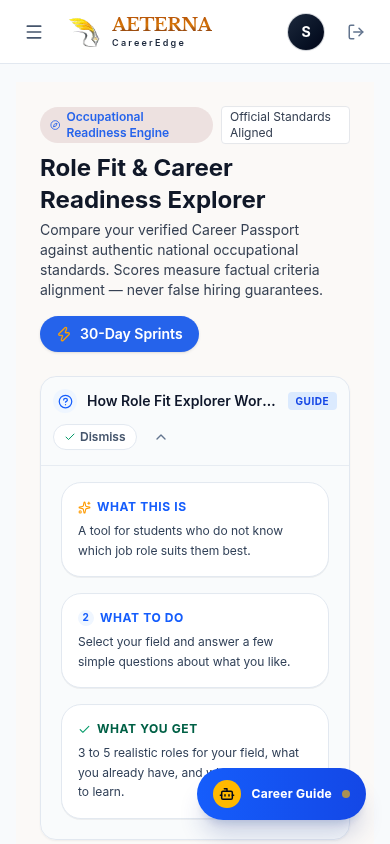 AETERNA
CareerEdge
S
Occupational
Readiness Engine
Official Standards
Aligned
Role Fit & Career
Readiness Explorer
Compare your verified Career Passport
against authentic national occupational
standards. Scores measure factual criteria
alignment — never false hiring guarantees.
30-Day Sprints
How Role Fit Explorer Wor...
GUIDE
Dismiss
WHAT THIS IS
A tool for students who do not know
which job role suits them best.
2 WHAT TO DO
Select your field and answer a few
simple questions about what you like.
WHAT YOU GET
3 to 5 realistic roles for your field, what
you already have, and
to learn.
Career Guide